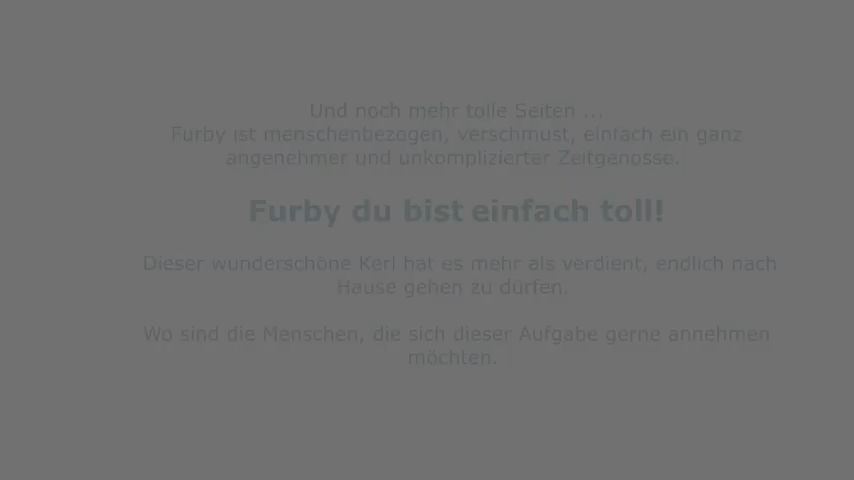 Und noch mehr tolle Seiten ...
Furby ist menschenbezogen, verschmust, einfach ein ganz
angenehmer und unkomplizierter Zeitgenosse.
Furby du bist einfach toll!
Dieser wunderschöne Kerl hat es mehr als verdient, endlich nach
Hause gehen zu dürfen.
Wo sind die Menschen, die sich dieser Aufgabe gerne annehmen
möchten.